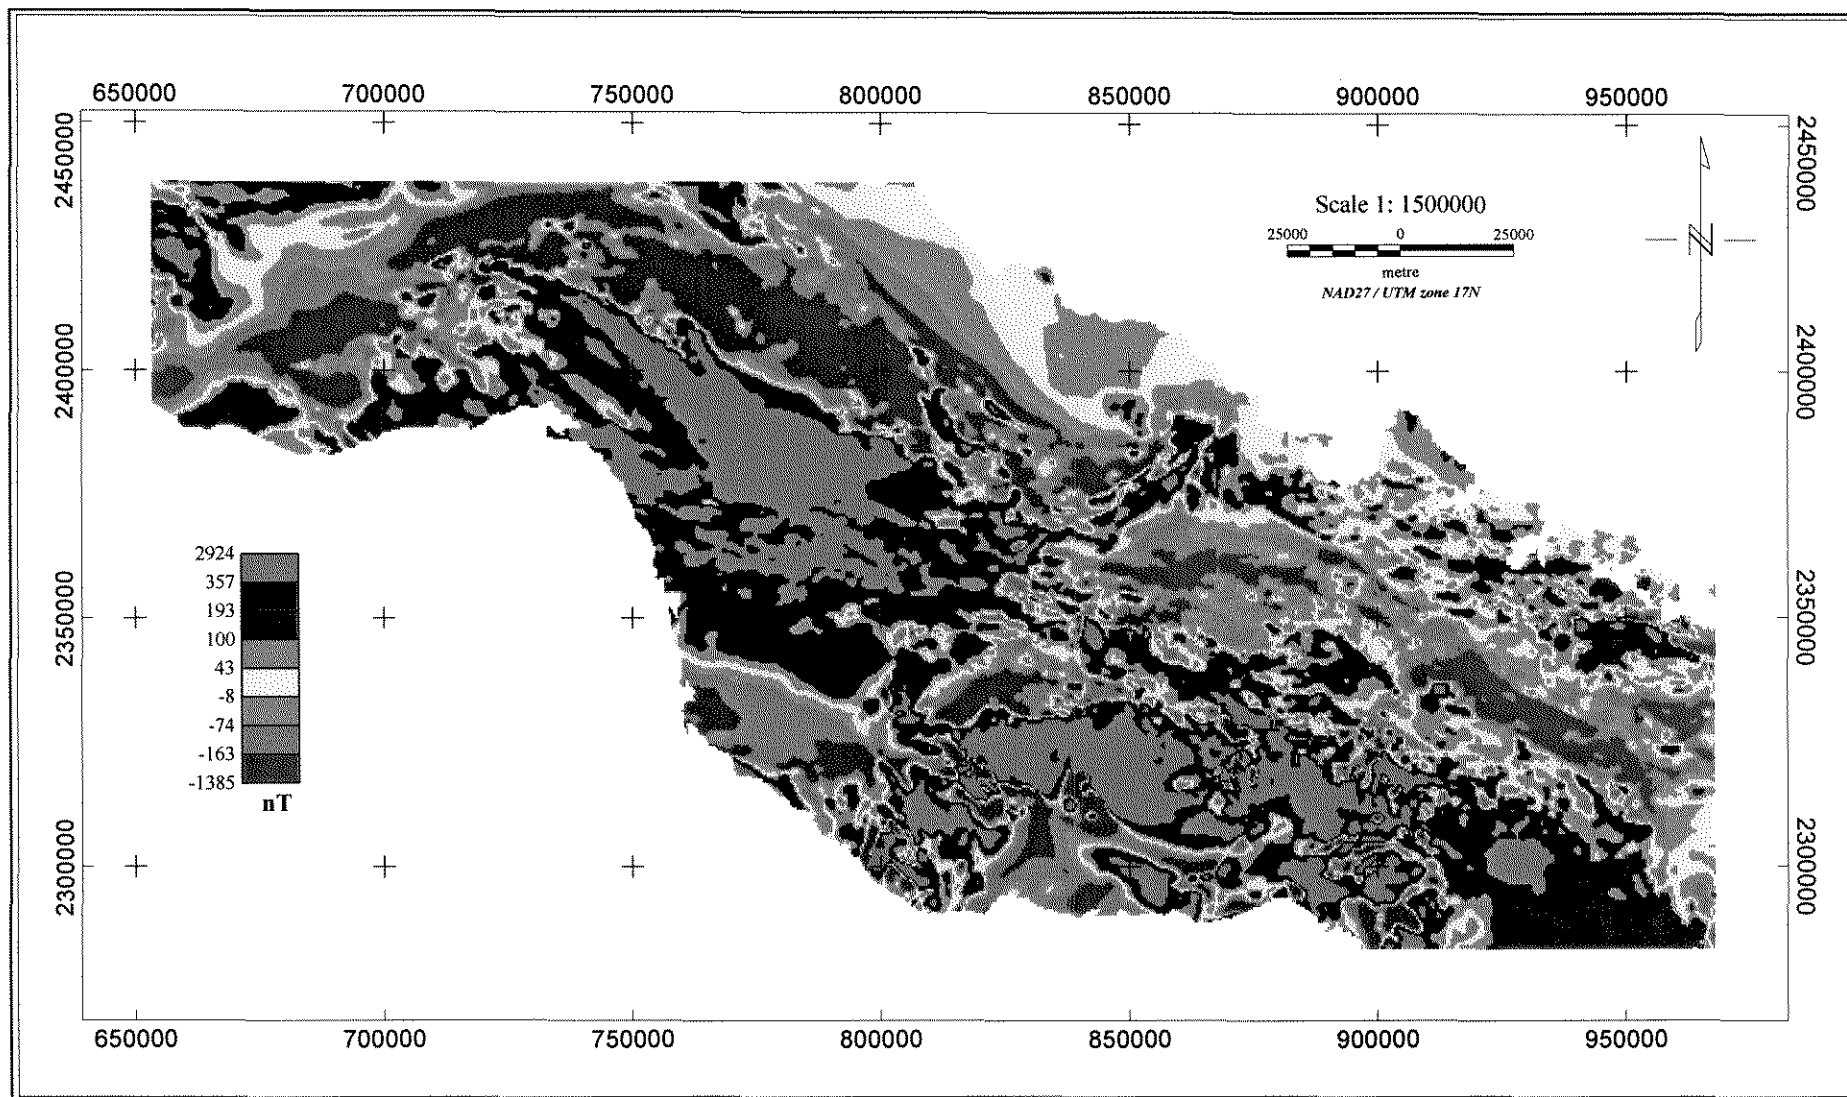 650000 700000 750000 800000 850000 900000 950000
2450000 2450000
Scale 1: 1500000
25000 0 25000
metre
NAD27 / UTM zone 17N
N
2400000 2400000
2350000 2350000
2924
357
193
100
43
-8
-74
-163
-1385
nT
2300000 2300000
650000 700000 750000 800000 850000 900000 950000